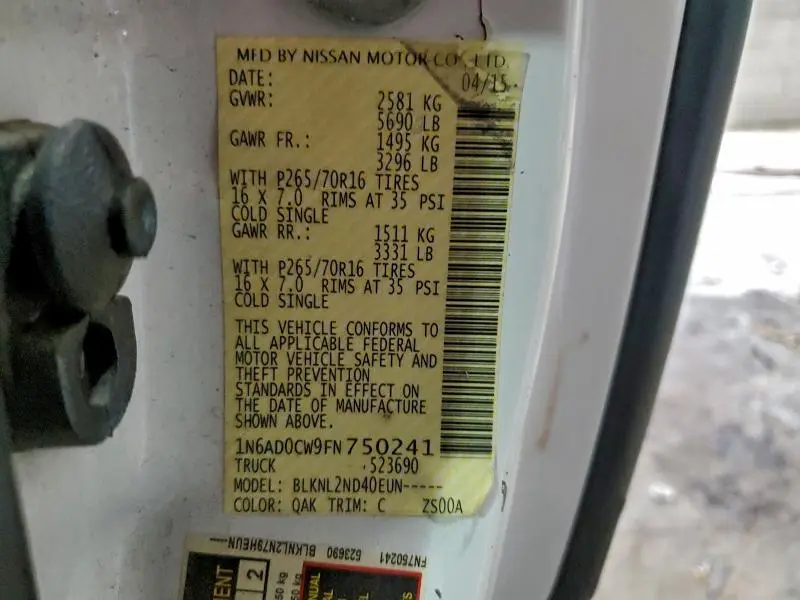 MFD BY NISSAN MOTOR CO., LTD.
DATE: 04/15
GVWR: 2581 KG
5690 LB
GAWR FR.: 1495 KG
3296 LB
WITH P265/70R16 TIRES
16 X 7.0 RIMS AT 35 PSI
COLD SINGLE
GAWR RR.: 1511 KG
3331 LB
WITH P265/70R16 TIRES
16 X 7.0 RIMS AT 35 PSI
COLD SINGLE
THIS VEHICLE CONFORMS TO
ALL APPLICABLE FEDERAL
MOTOR VEHICLE SAFETY AND
THEFT PREVENTION
STANDARDS IN EFFECT ON
THE DATE OF MANUFACTURE
SHOWN ABOVE.
1N6AD0CW9FN750241
TRUCK 523690
MODEL: BLKNL2ND40EUN-----
COLOR: QAK TRIM: C ZS00A
FN750241
523690 BLKNL2N79HEUN----
2